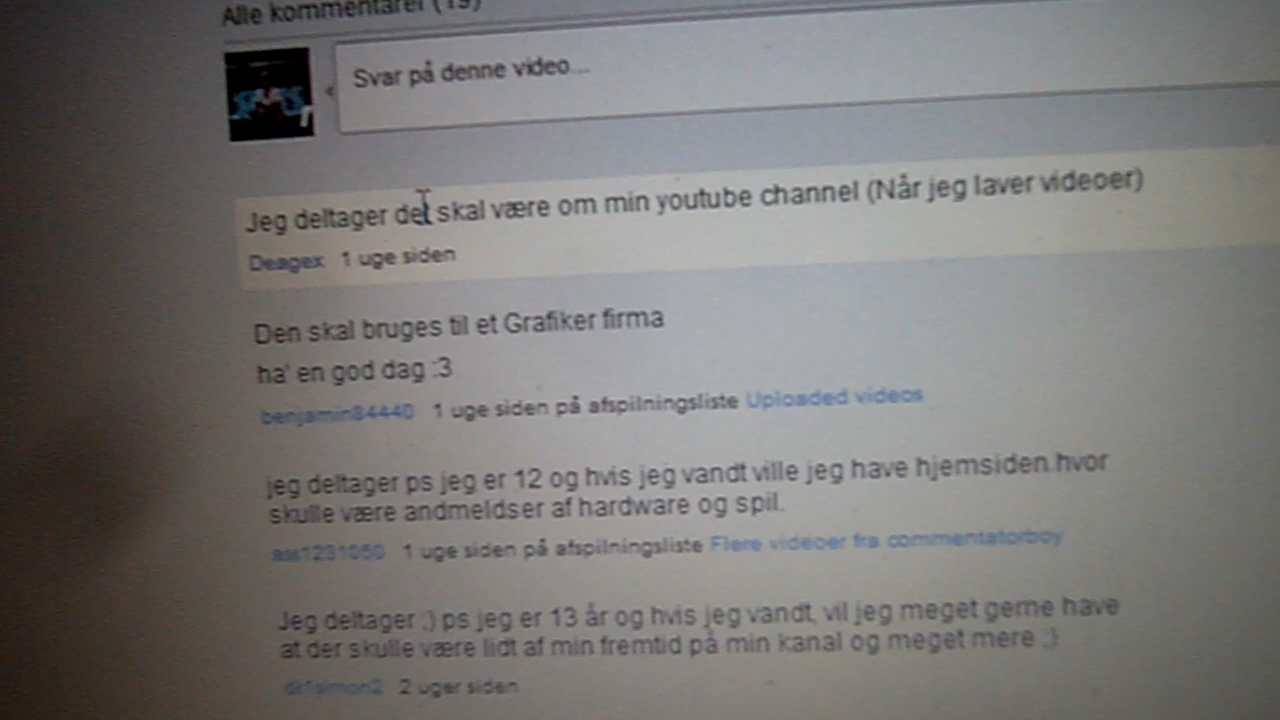 Alle kommentarer (19)
Svar på denne video...
Jeg deltager det skal være om min youtube channel (Når jeg laver videoer)
Deagex 1 uge siden
Den skal bruges til et Grafiker firma
ha' en god dag :3
benjamin84440 1 uge siden på afspilningsliste Uploaded videos
jeg deltager ps jeg er 12 og hvis jeg vandt ville jeg have hjemsiden.hvor
skulle være andmeldser af hardware og spil.
1 uge siden på afspilningsliste Flere videoer fra commentatorboy
Jeg deltager ;) ps jeg er 13 år og hvis jeg vandt, vil jeg meget gerne have
at der skulle være lidt af min fremtid på min kanal og meget mere ;)
2 uger siden